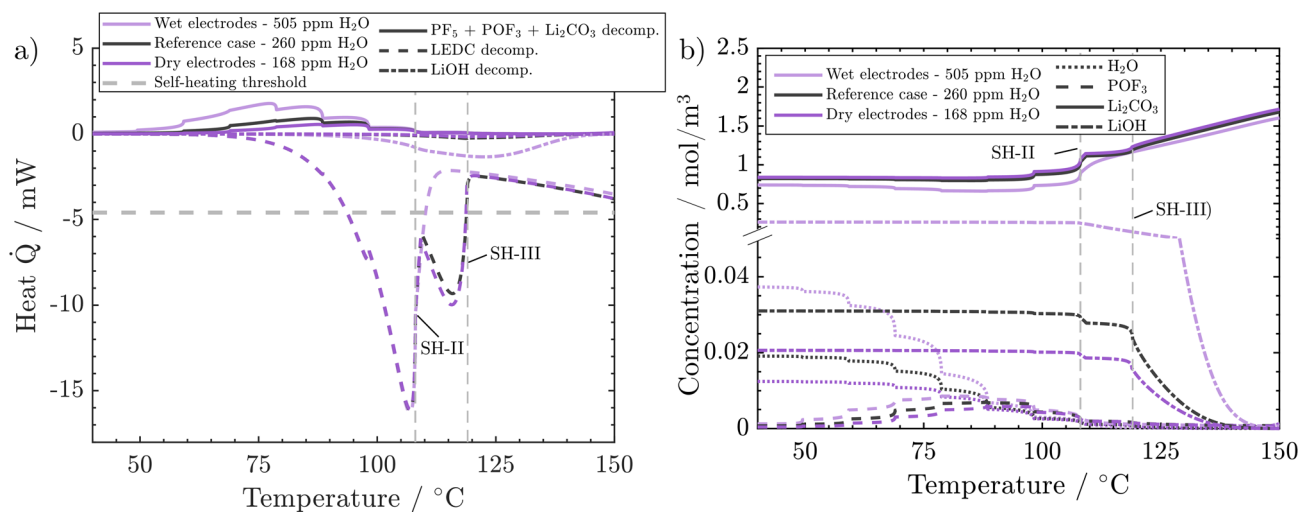 a)
Wet electrodes - 505 ppm H₂O
Reference case - 260 ppm H₂O
Dry electrodes - 168 ppm H₂O
Self-heating threshold
PF₅ + POF₃ + Li₂CO₃ decomp.
LEDC decomp.
LiOH decomp.
5
0
-5
-10
-15
Heat Q̇ / mW
SH-III
SH-II
50
75
100
125
150
Temperature / °C
b)
Wet electrodes - 505 ppm H₂O
Reference case - 260 ppm H₂O
Dry electrodes - 168 ppm H₂O
H₂O
POF₃
Li₂CO₃
LiOH
2.5
2
1.5
1
0.5
0.04
0.02
0
Concentration / mol/m³
SH-II
SH-III)
50
75
100
125
150
Temperature / °C